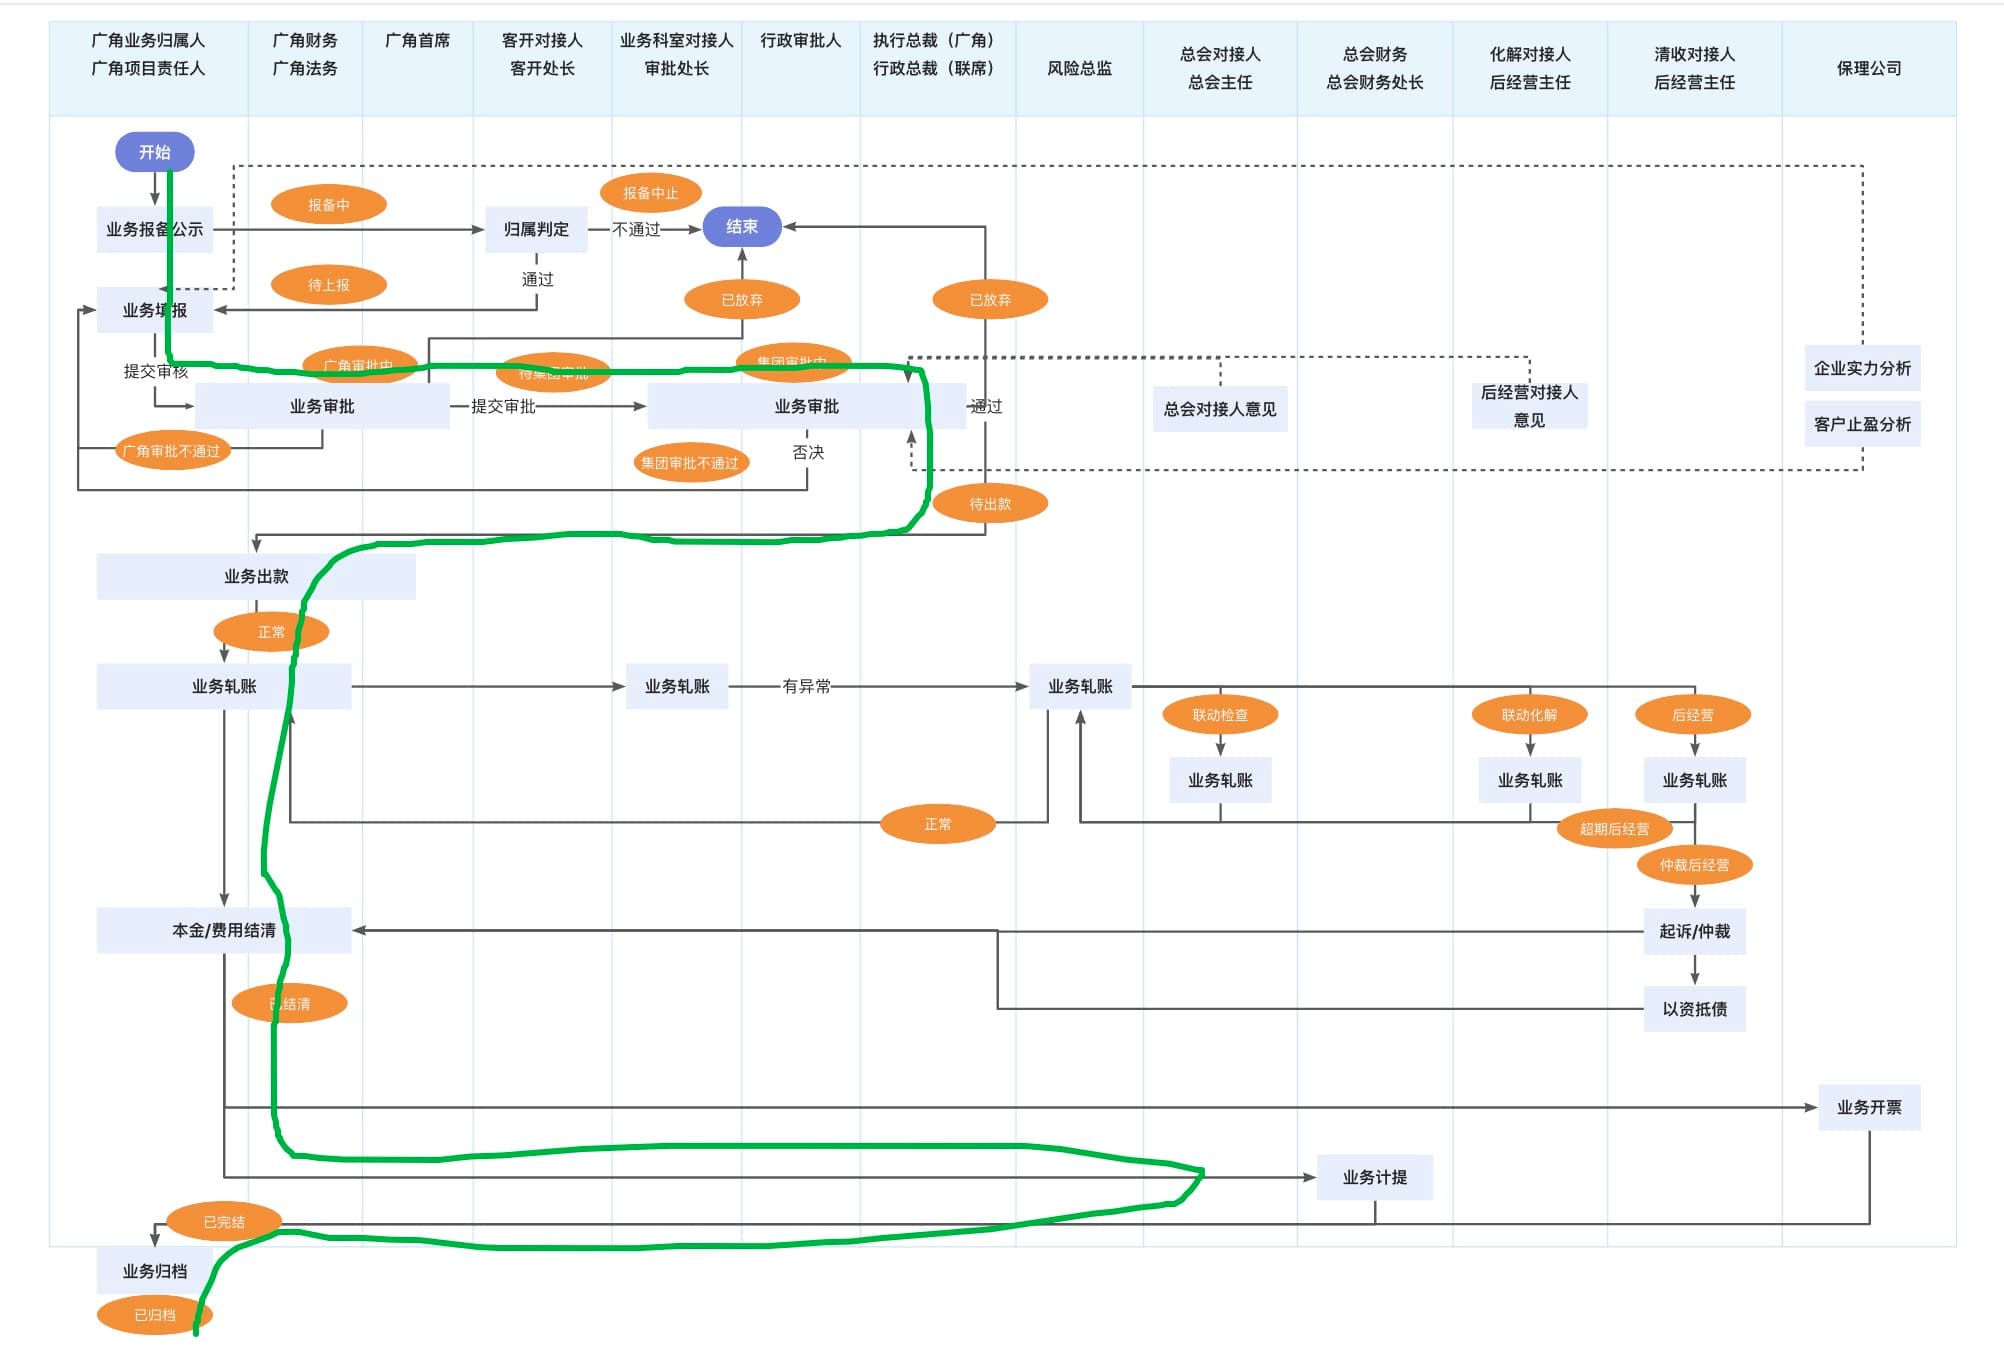 广角业务归属人
广角项目责任人
广角财务
广角法务
广角首席
客开对接人
客开处长
业务科室对接人
审批处长
行政审批人
执行总裁（广角）
行政总裁（联席）
风险总监
总会对接人
总会主任
总会财务
总会财务处长
化解对接人
后经营主任
清收对接人
后经营主任
保理公司
开始
业务报备公示
报备中
归属判定
不通过
报备中止
结束
通过
待上报
业务填报
已放弃
已放弃
提交审核
广角审批中
待集团审批
集团审批中
业务审批
提交审批
业务审批
通过
总会对接人意见
后经营对接人
意见
企业实力分析
客户止盈分析
广角审批不通过
集团审批不通过
否决
待出款
业务出款
正常
业务轧账
业务轧账
有异常
业务轧账
联动检查
联动化解
后经营
业务轧账
业务轧账
业务轧账
正常
超期后经营
仲裁后经营
本金/费用结清
起诉/仲裁
已结清
以资抵债
业务开票
业务计提
已完结
业务归档
已归档